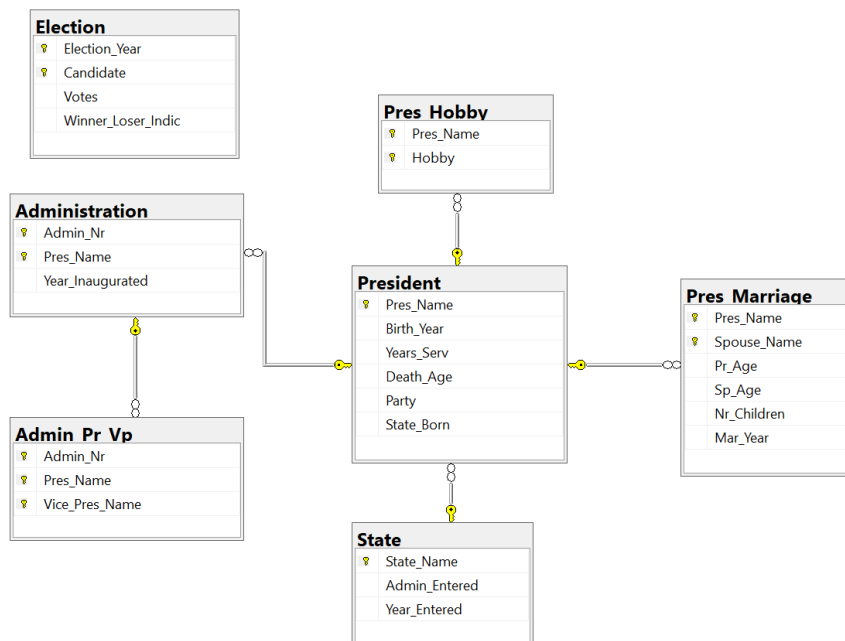 Election
Election_Year
Candidate
Votes
Winner_Loser_Indic
Pres_Hobby
Pres_Name
Hobby
Administration
Admin_Nr
Pres_Name
Year_Inaugurated
President
Pres_Name
Birth_Year
Years_Serv
Death_Age
Party
State_Born
Pres_Marriage
Pres_Name
Spouse_Name
Pr_Age
Sp_Age
Nr_Children
Mar_Year
Admin_Pr_Vp
Admin_Nr
Pres_Name
Vice_Pres_Name
State
State_Name
Admin_Entered
Year_Entered